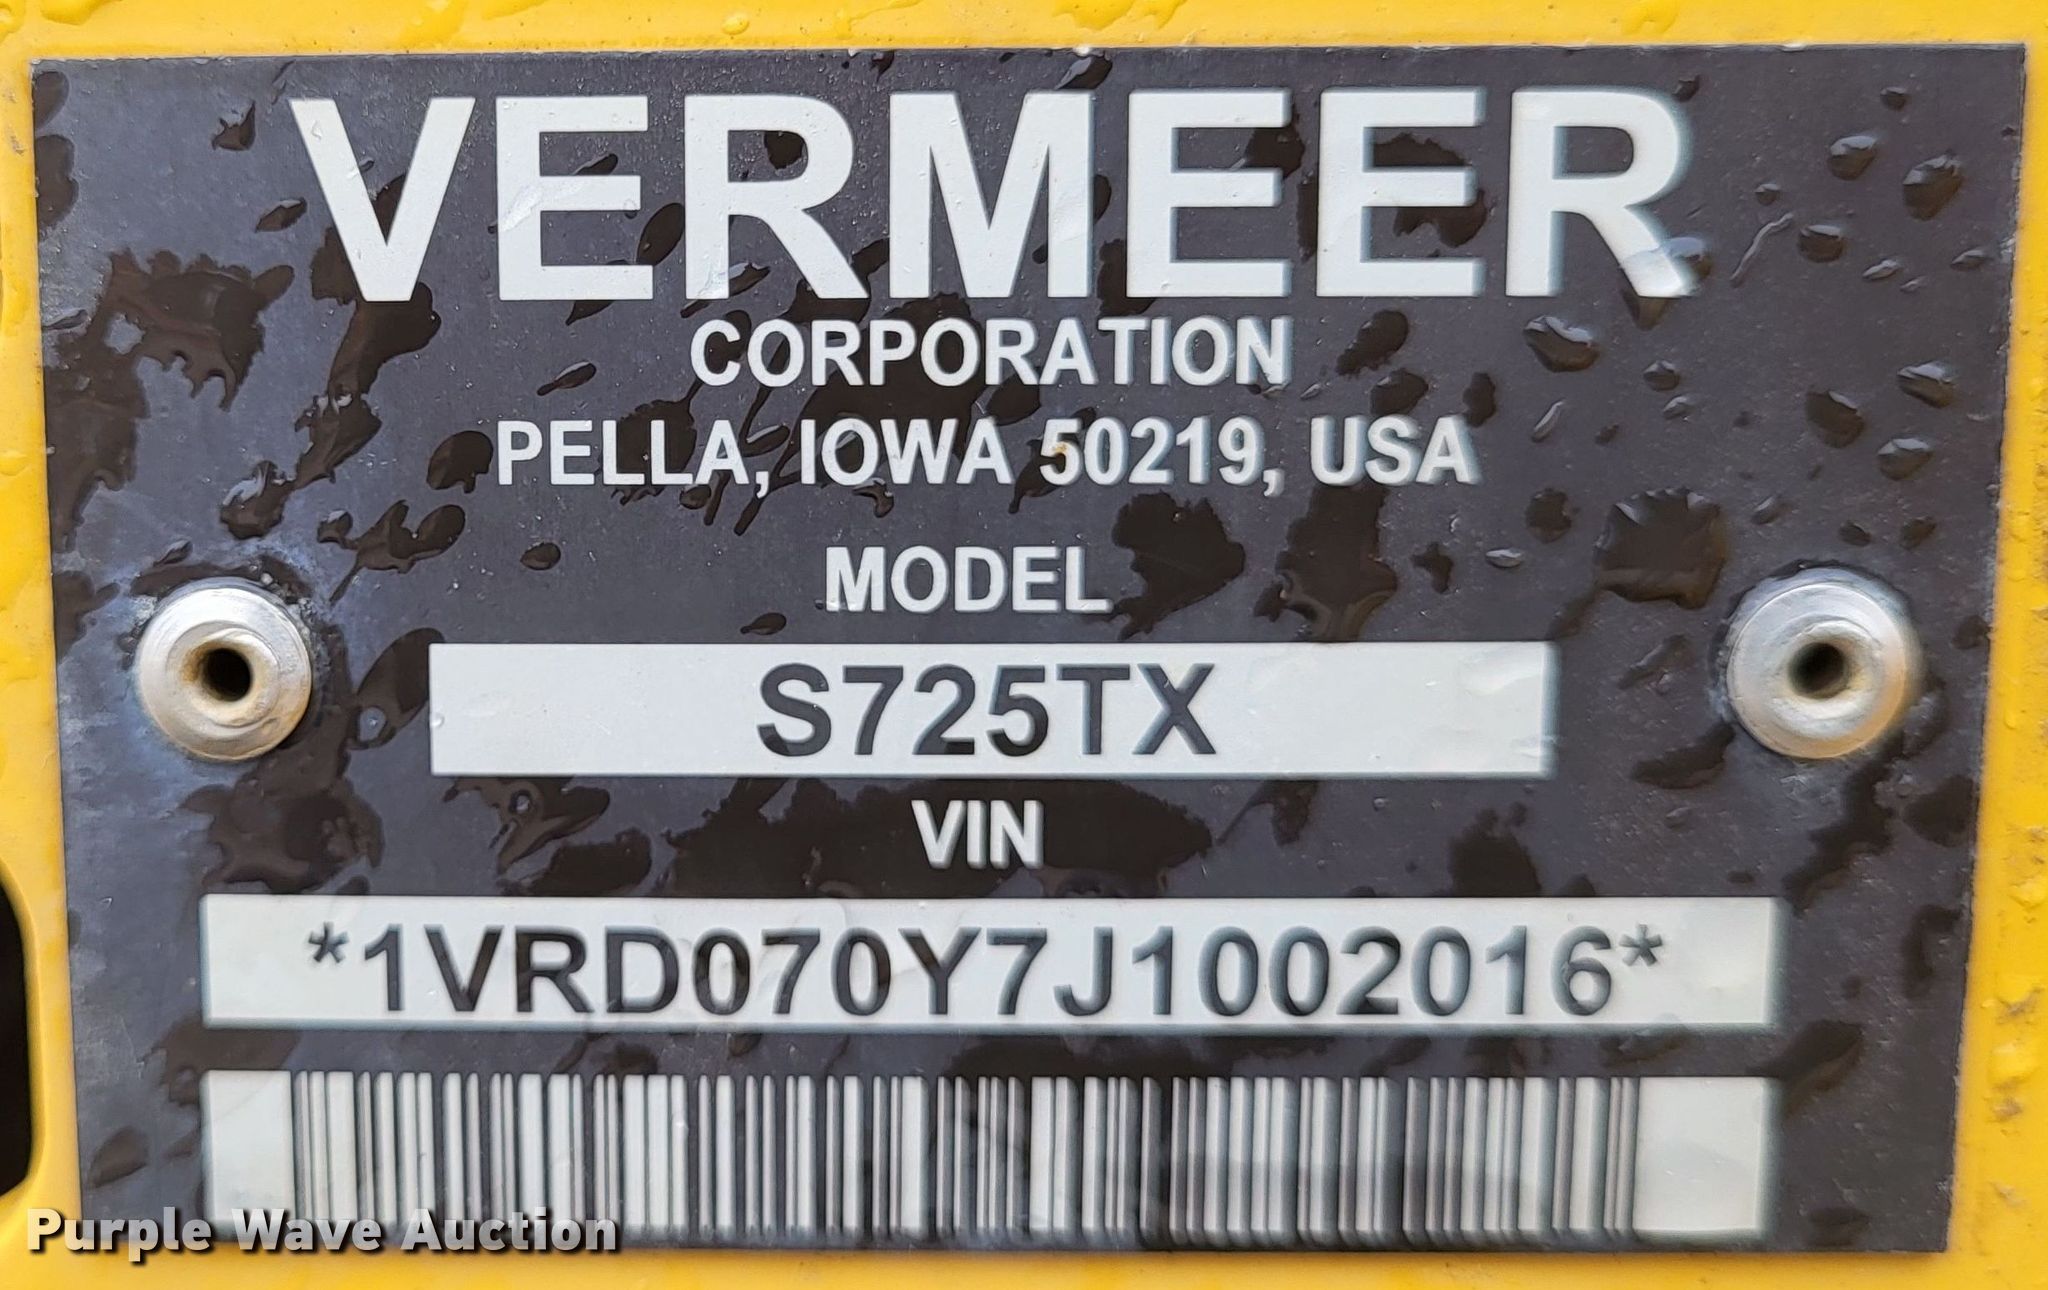 VERMEER
CORPORATION
PELLA, IOWA 50219, USA
MODEL
S725TX
VIN
*1VRD070Y7J1002016*
Purple Wave Auction